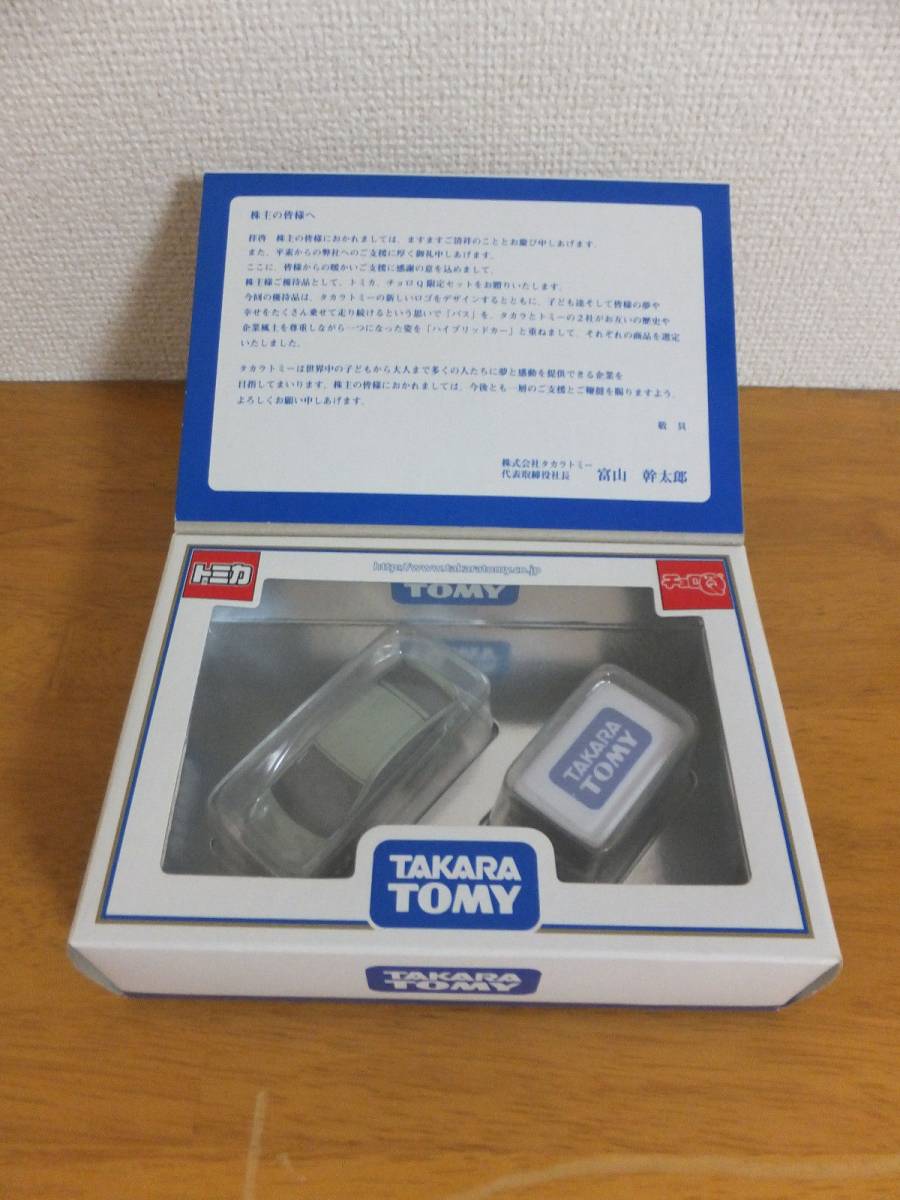 株主の皆様へ
拝啓　株主の皆様におかれましては、ますますご清祥のこととお慶び申しあげます。
また、平素からの弊社へのご支援に厚く御礼申しあげます。
ここに、皆様からの暖かいご支援に感謝の意を込めまして、
株主様ご優待品として、トミカ、チョロＱ限定セットをお贈りいたします。
今回の優待品は、タカラトミーの新しいロゴをデザインするとともに、子ども達そして皆様の夢や
幸せをたくさん乗せて走り続けるという思いで「バス」を、タカラとトミーの２社がお互いの歴史や
企業風土を尊重しながら一つになった姿を「ハイブリッドカー」と重ねまして、それぞれの商品を選定
いたしました。
タカラトミーは世界中の子どもから大人まで多くの人たちに夢と感動を提供できる企業を
目指してまいります。株主の皆様におかれましては、今後とも一層のご支援とご鞭撻を賜りますよう、
よろしくお願い申しあげます。
敬　具
株式会社タカラトミー
代表取締役社長　富山　幹太郎
トミカ
http://www.takaratomy.co.jp
チョロQ
TOMY
TAKARA
TOMY
TAKARA
TOMY
TAKARA
TOMY